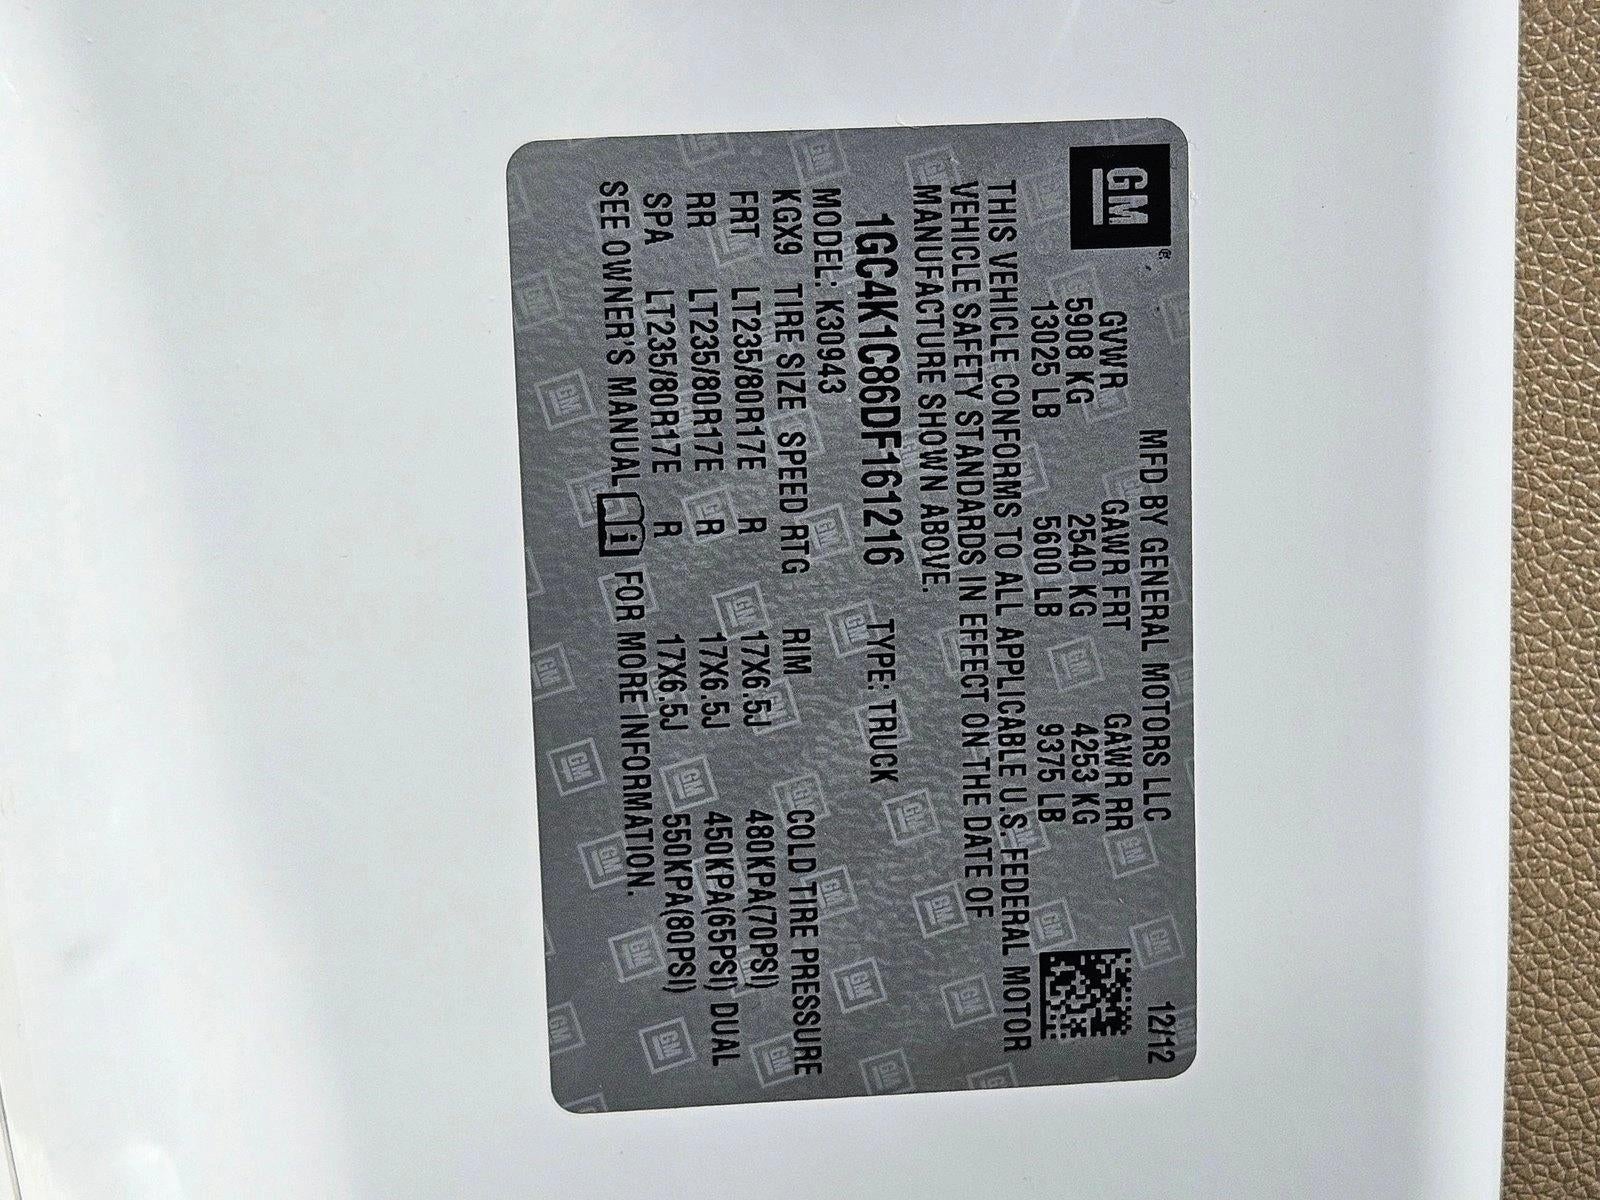 GM
MFD BY GENERAL MOTORS LLC 12/12
GVWR GAWR FRT GAWR RR
5908 KG 2540 KG 4253 KG
13025 LB 5600 LB 9375 LB
THIS VEHICLE CONFORMS TO ALL APPLICABLE U.S. FEDERAL MOTOR
VEHICLE SAFETY STANDARDS IN EFFECT ON THE DATE OF
MANUFACTURE SHOWN ABOVE.
1GC4K1C86DF161216 TYPE: TRUCK
MODEL: K30943
KGX9 TIRE SIZE SPEED RTG RIM COLD TIRE PRESSURE
FRT LT235/80R17E R 17X6.5J 480KPA(70PSI)
RR LT235/80R17E R 17X6.5J 450KPA(65PSI) DUAL
SPA LT235/80R17E R 17X6.5J 550KPA(80PSI)
SEE OWNER'S MANUAL i FOR MORE INFORMATION.